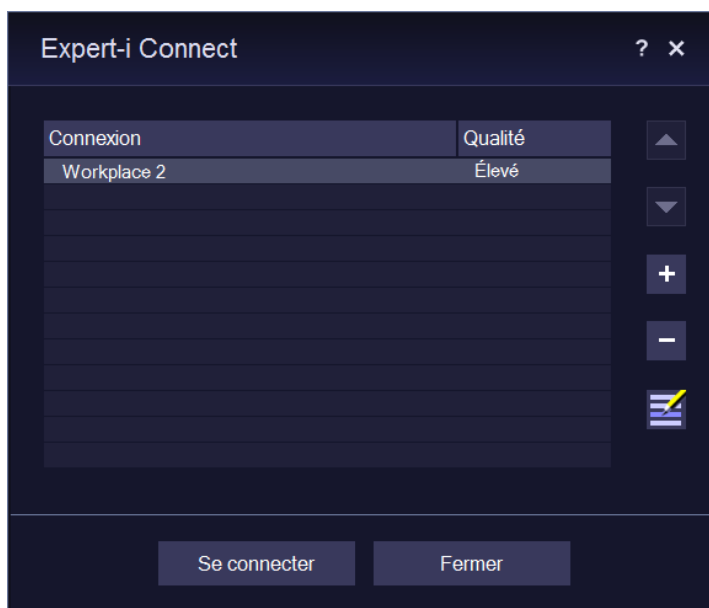 Expert-i Connect ? ×
Connexion Qualité
Workplace 2 Élevé
Se connecter Fermer